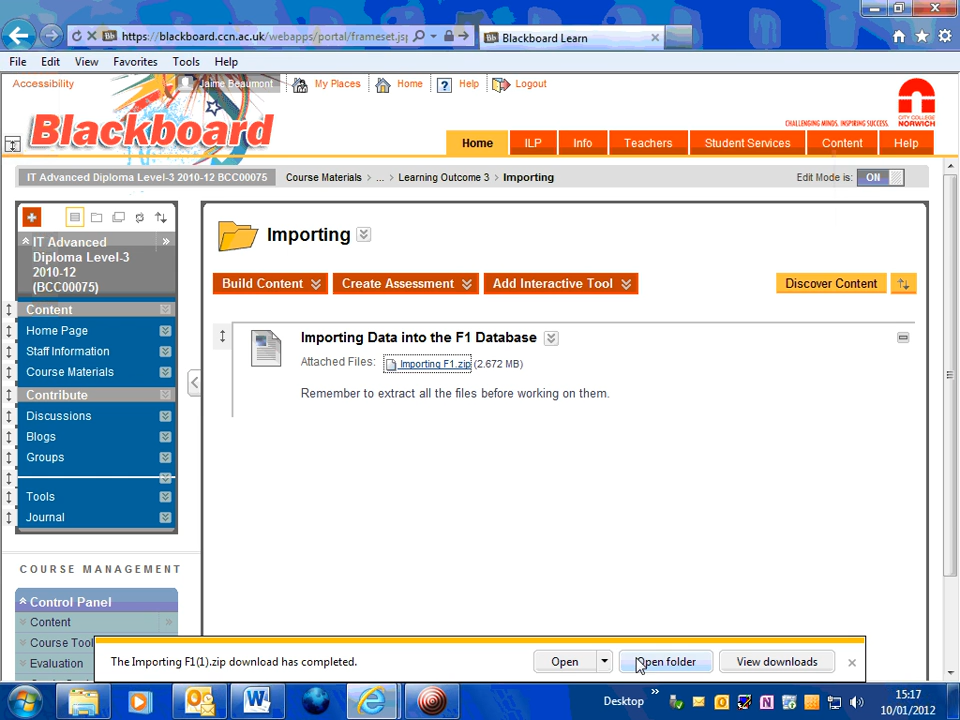 https://blackboard.ccn.ac.uk/webapps/portal/frameset.jsp
Blackboard Learn
File Edit View Favorites Tools Help
Accessibility
Jaime Beaumont
My Places
Home
Help
Logout
Blackboard
CHALLENGING MINDS. INSPIRING SUCCESS.
CITY COLLEGE
NORWICH
Home ILP Info Teachers Student Services Content Help
IT Advanced Diploma Level-3 2010-12 BCC00075 Course Materials > ... > Learning Outcome 3 > Importing
Edit Mode is: ON
IT Advanced
Diploma Level-3
2010-12
(BCC00075)
Content
Home Page
Staff Information
Course Materials
Contribute
Discussions
Blogs
Groups
Tools
Journal
COURSE MANAGEMENT
Control Panel
Content
Course Tool
Evaluation
Importing
Build Content Create Assessment Add Interactive Tool Discover Content
Importing Data into the F1 Database
Attached Files: Importing F1.zip (2.672 MB)
Remember to extract all the files before working on them.
The Importing F1(1).zip download has completed. Open Open folder View downloads
Desktop
15:17
10/01/2012